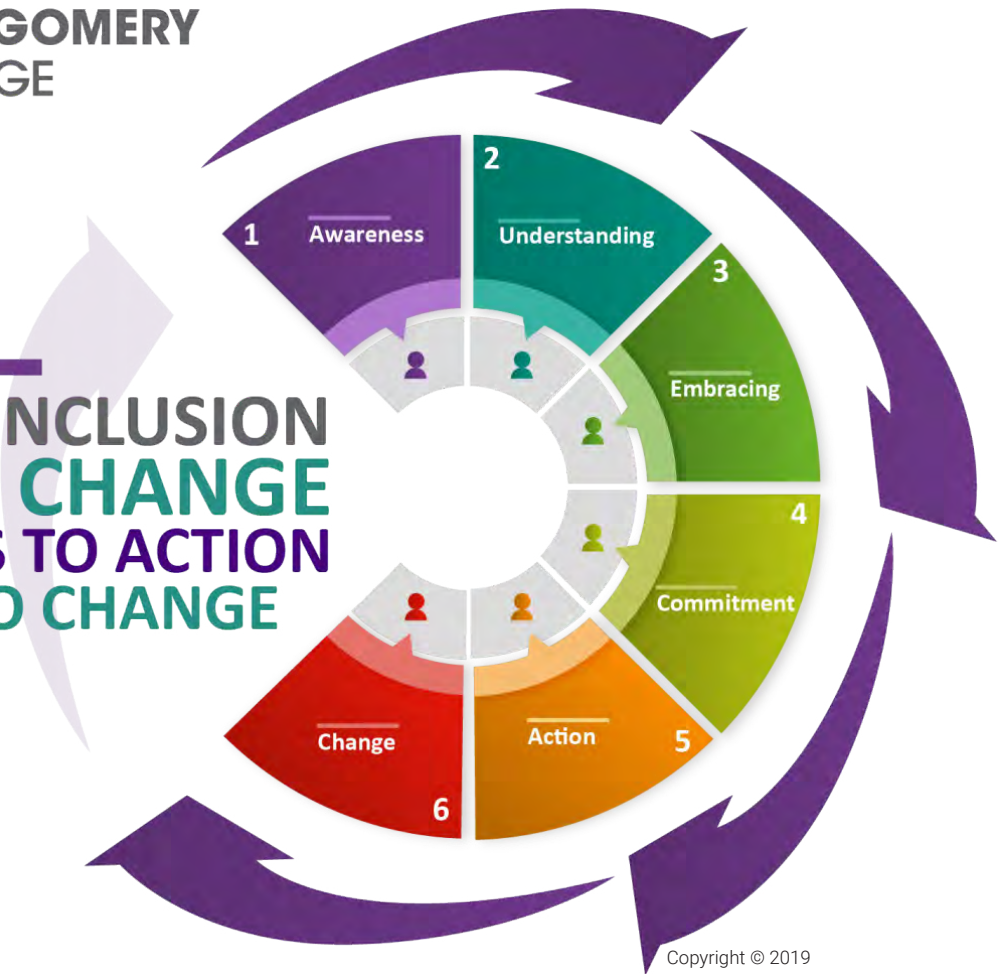 GOMERY
GE
1 Awareness
2
Understanding
3
Embracing
NCLUSION
CHANGE
S TO ACTION
O CHANGE
4
Commitment
Action 5
Change
6
Copyright © 2019